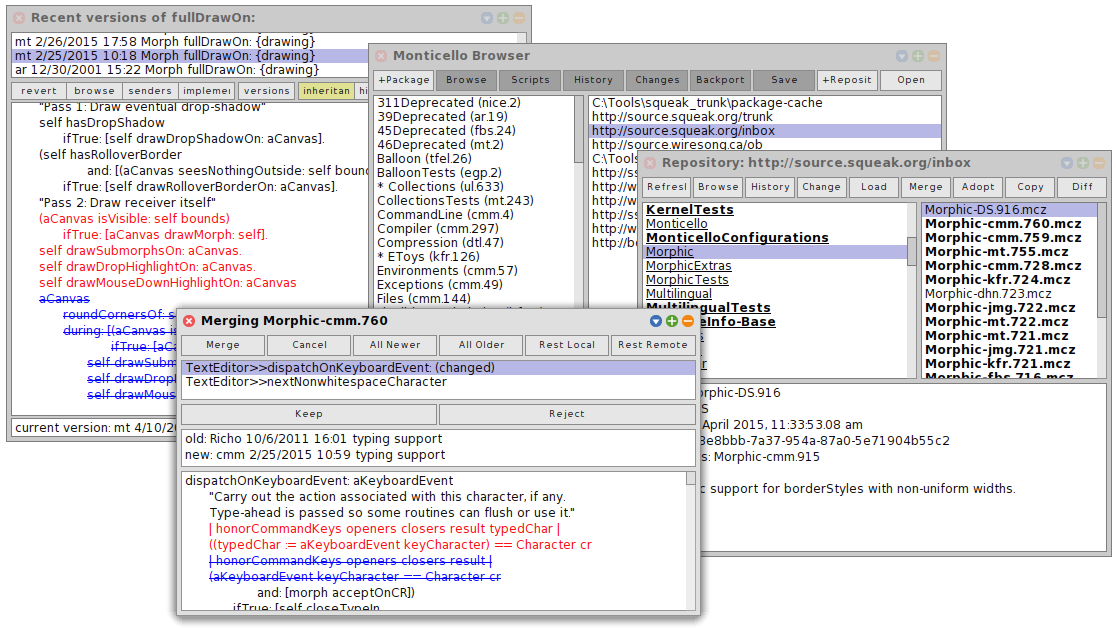 Recent versions of fullDrawOn:
mt 2/26/2015 17:58 Morph fullDrawOn: {drawing}
mt 2/25/2015 10:18 Morph fullDrawOn: {drawing}
ar 12/30/2001 15:22 Morph fullDrawOn: {drawing}
revert browse senders implemen versions inheritan hi
"Pass 1: Draw eventual drop-shadow"
self hasDropShadow
ifTrue: [self drawDropShadowOn: aCanvas].
(self hasRolloverBorder
and: [(aCanvas seesNothingOutside: self boun
ifTrue: [self drawRolloverBorderOn: aCanvas].
"Pass 2: Draw receiver itself"
(aCanvas isVisible: self bounds)
ifTrue: [aCanvas drawMorph: self].
self drawSubmorphsOn: aCanvas.
self drawDropHighlightOn: aCanvas.
self drawMouseDownHighlightOn: aCanvas
aCanvas
roundCornersOf: s
during: [(aCanvas is
ifTrue: [aCa
self drawSubm
self drawDrop
self drawMous
current version: mt 4/10/20
Monticello Browser
+Package Browse Scripts History Changes Backport Save +Reposit Open
311Deprecated (nice.2)
39Deprecated (ar.19)
45Deprecated (fbs.24)
46Deprecated (mt.2)
Balloon (tfel.26)
BalloonTests (egp.2)
* Collections (ul.633)
CollectionsTests (mt.243)
CommandLine (cmm.4)
Compiler (cmm.297)
Compression (dtl.47)
* EToys (kfr.126)
Environments (cmm.57)
Exceptions (cmm.49)
Files (cmm.144)
C:\Tools\squeak_trunk\package-cache
http://source.squeak.org/trunk
http://source.squeak.org/inbox
http://source.wiresong.ca/ob
C:\Tools
http://ss
http://w
http://w
http://ss
http://w
http://bo
Repository: http://source.squeak.org/inbox
Refresl Browse History Change Load Merge Adopt Copy Diff
KernelTests
Monticello
MonticelloConfigurations
Morphic
MorphicExtras
MorphicTests
Multilingual
MultilingualTests
eInfo-Base
Morphic-DS.916.mcz
Morphic-cmm.760.mcz
Morphic-cmm.759.mcz
Morphic-mt.755.mcz
Morphic-cmm.728.mcz
Morphic-kfr.724.mcz
Morphic-dhn.723.mcz
Morphic-jmg.722.mcz
Morphic-mt.722.mcz
Morphic-mt.721.mcz
Morphic-jmg.721.mcz
Morphic-kfr.721.mcz
Morphic-fbs.716.mcz
orphic-DS.916
S
April 2015, 11:33:53.08 am
8e8bbb-7a37-954a-87a0-5e71904b55c2
s: Morphic-cmm.915
c support for borderStyles with non-uniform widths.
Merging Morphic-cmm.760
Merge Cancel All Newer All Older Rest Local Rest Remote
TextEditor>>dispatchOnKeyboardEvent: (changed)
TextEditor>>nextNonwhitespaceCharacter
Keep Reject
old: Richo 10/6/2011 16:01 typing support
new: cmm 2/25/2015 10:59 typing support
dispatchOnKeyboardEvent: aKeyboardEvent
"Carry out the action associated with this character, if any.
Type-ahead is passed so some routines can flush or use it."
| honorCommandKeys openers closers result typedChar |
((typedChar := aKeyboardEvent keyCharacter) == Character cr
| honorCommandKeys openers closers result |
(aKeyboardEvent keyCharacter == Character cr
and: [morph acceptOnCR])
ifTrue: [self closeTypeIn.